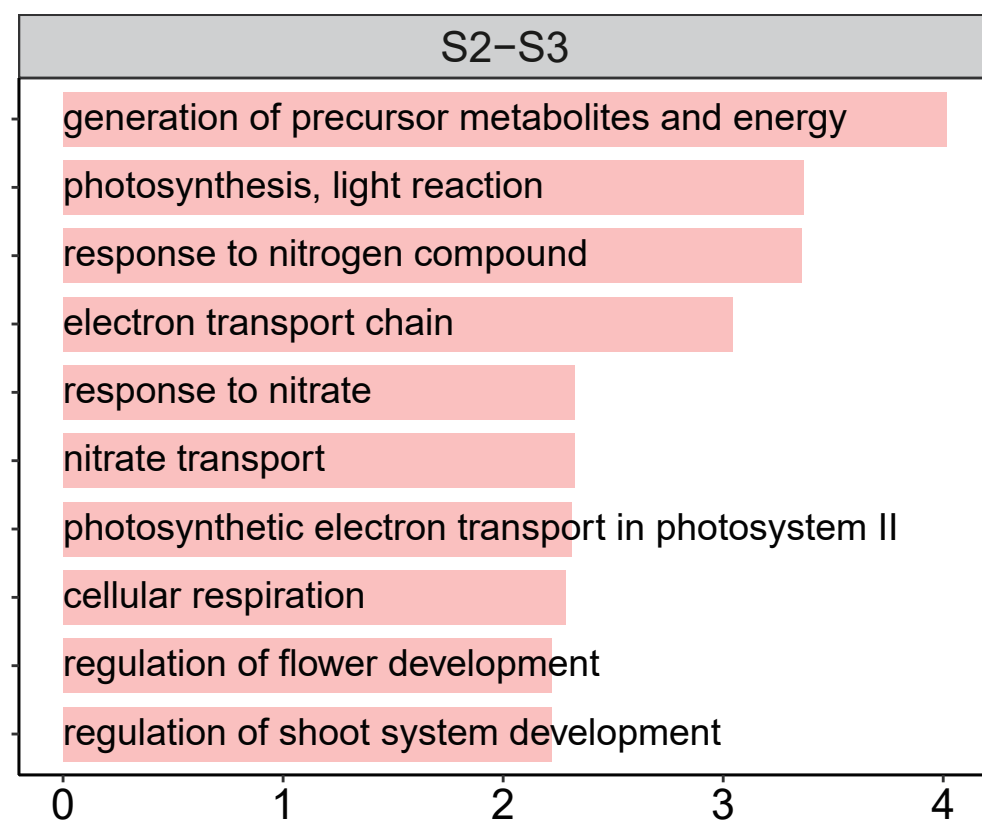 S2−S3
generation of precursor metabolites and energy
photosynthesis, light reaction
response to nitrogen compound
electron transport chain
response to nitrate
nitrate transport
photosynthetic electron transport in photosystem II
cellular respiration
regulation of flower development
regulation of shoot system development
0 1 2 3 4